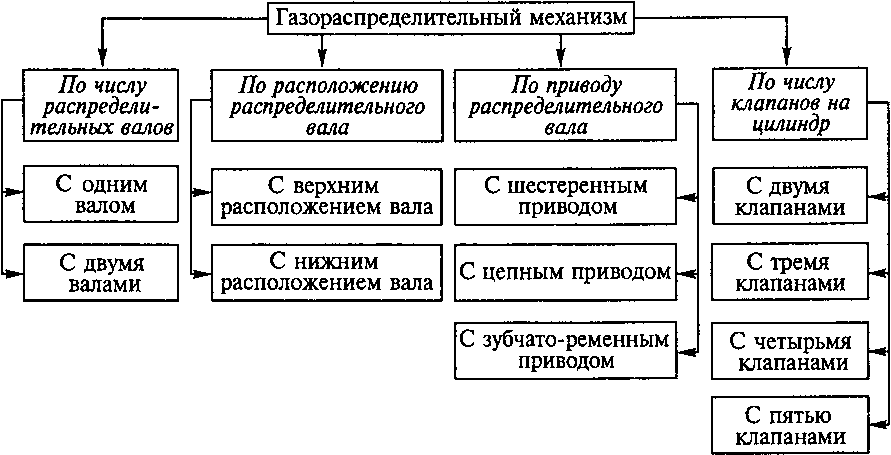 Газораспределительный механизм
По числу
распредели-
тельных валов
По расположению
распределительного
вала
По приводу
распределительного
вала
По числу
клапанов на
цилиндр
С одним
валом
С двумя
валами
С верхним
расположением вала
С нижним
расположением вала
С шестеренным
приводом
С цепным приводом
С зубчато-ременным
приводом
С двумя
клапанами
С тремя
клапанами
С четырьмя
клапанами
С пятью
клапанами